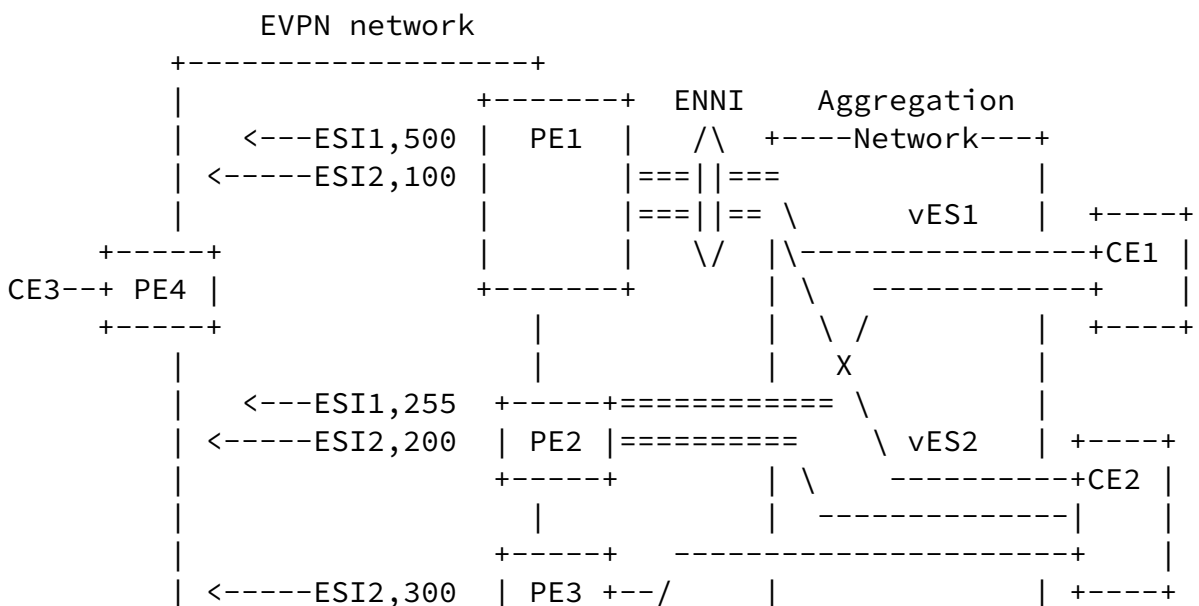 EVPN network
ENNI Aggregation
<---ESI1,500 | PE1 | /\ +----Network---+
<-----ESI2,100 | |===||===
| |===||== \ vES1 | +----+
+-----+ | | \/ |\----------------+CE1 |
CE3--+ PE4 | +-------+ | \ ------------+ |
+-----+ | | \ / | +----+
| | | X |
<---ESI1,255 +-----+============ \ |
<-----ESI2,200 | PE2 |========== \ vES2 | +----+
+-----+ | \ ----------+CE2 |
| | --------------| |
+-----+ ----------------------+ |
<-----ESI2,300 | PE3 +--/ | | +----+